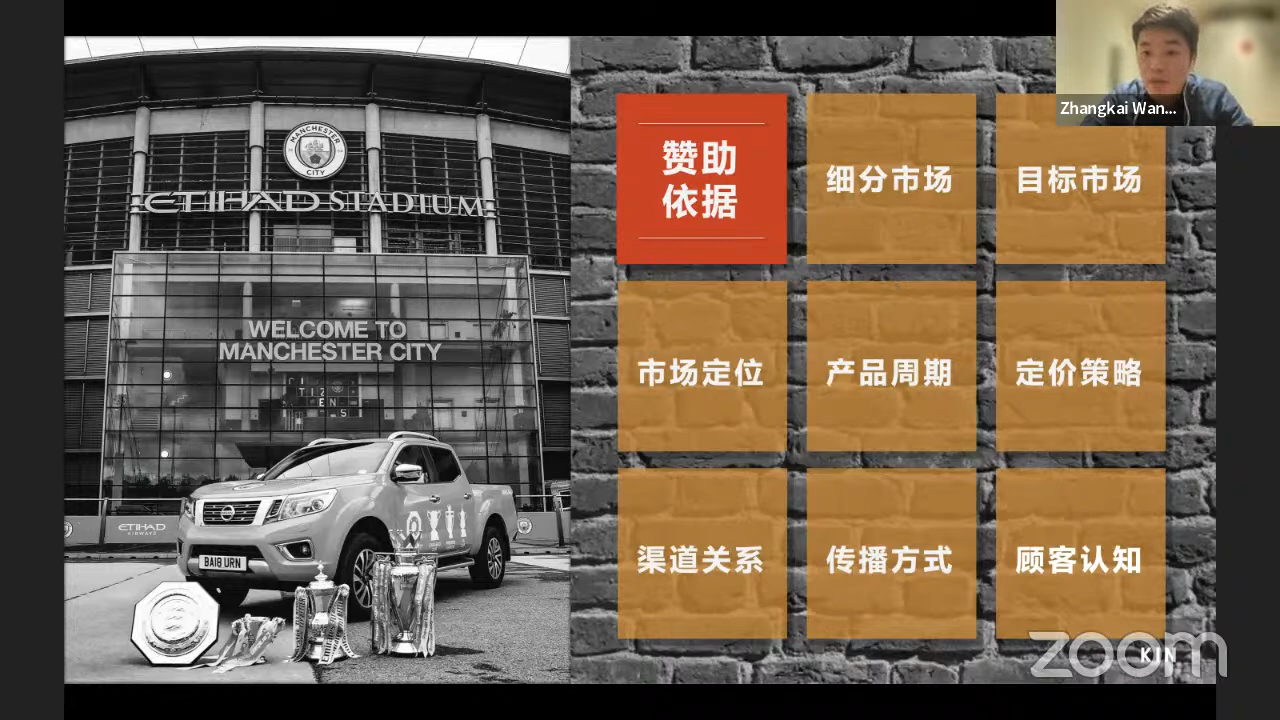 MANCHESTER
CITY
ETIHAD STADIUM
WELCOME TO
MANCHESTER CITY
C I T
I Z
E N
S
ETIHAD
AIRWAYS
BA18 URN
赞助
依据
细分市场
目标市场
市场定位
产品周期
定价策略
渠道关系
传播方式
顾客认知
Zhangkai Wan...
KIN
zoom